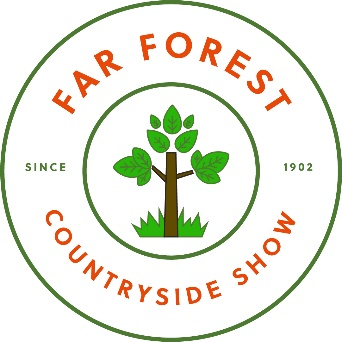 FAR FOREST
SINCE
1902
COUNTRYSIDE SHOW